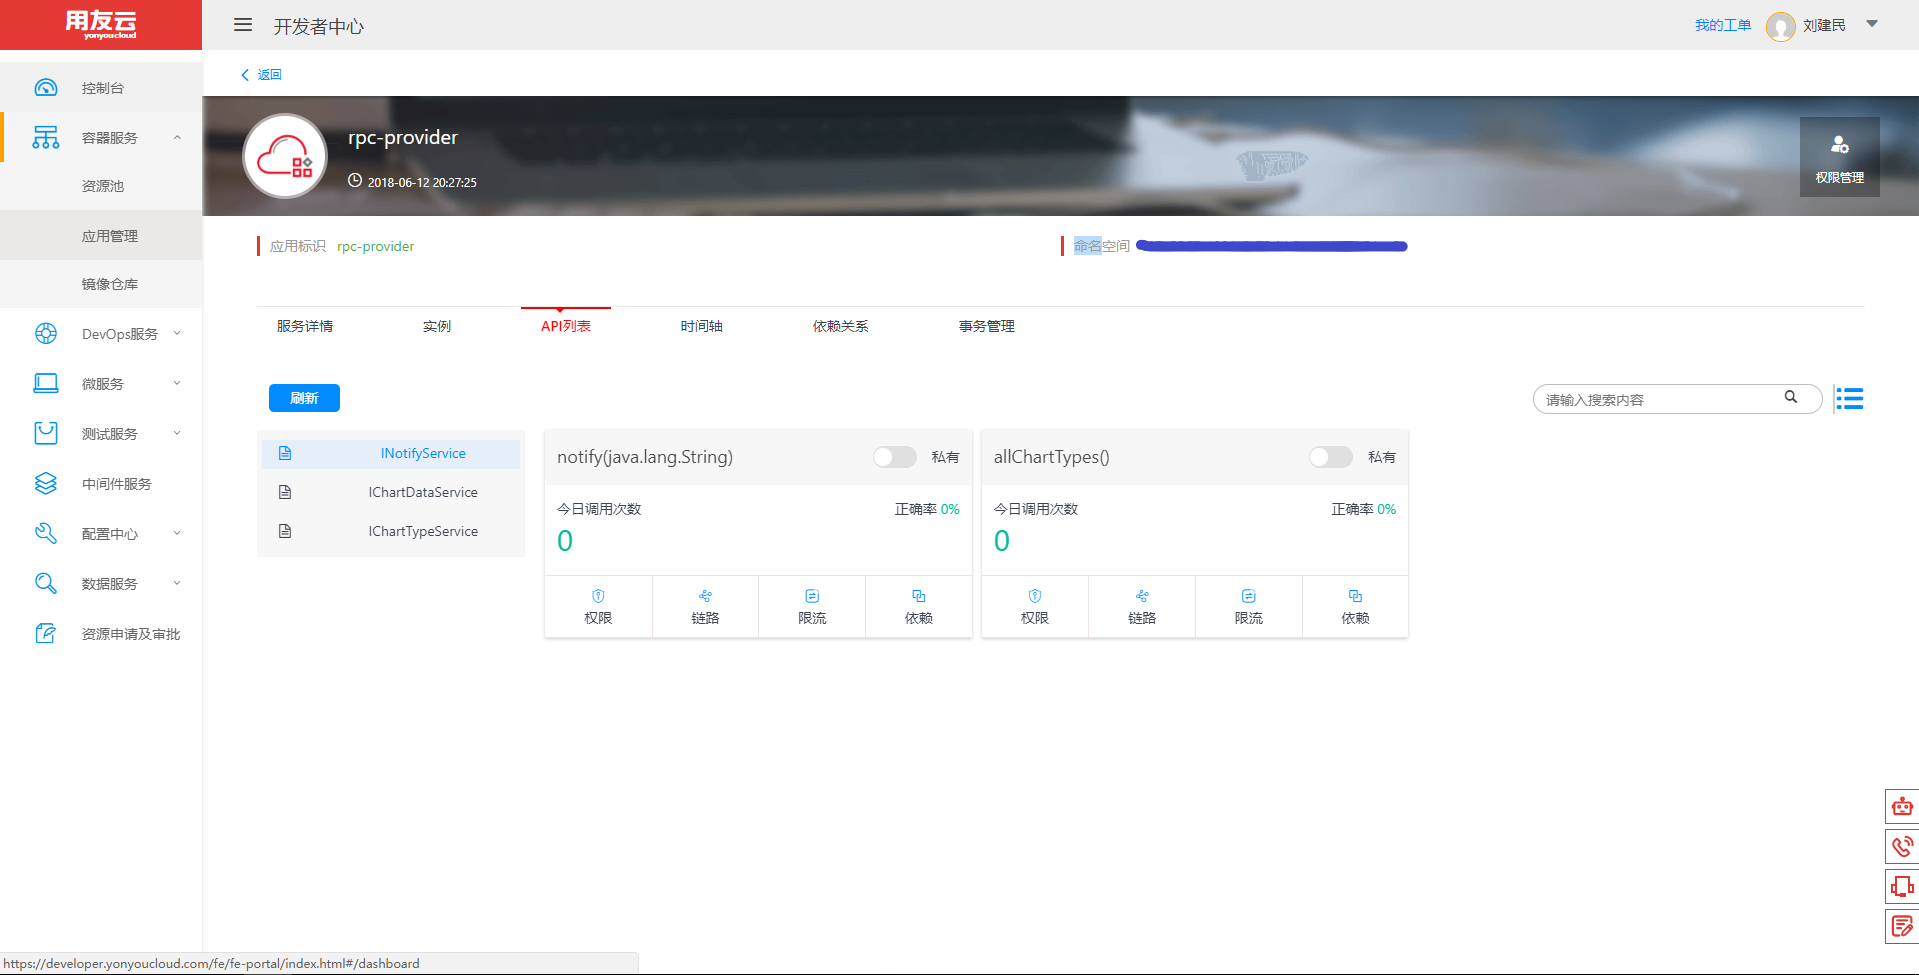 用友云
yonyoucloud
开发者中心
我的工单
刘建民
返回
控制台
容器服务
资源池
应用管理
镜像仓库
DevOps服务
微服务
测试服务
中间件服务
配置中心
数据服务
资源申请及审批
rpc-provider
2018-06-12 20:27:25
权限管理
应用标识 rpc-provider
命名空间
服务详情 实例 API列表 时间轴 依赖关系 事务管理
刷新
请输入搜索内容
INotifyService
IChartDataService
IChartTypeService
notify(java.lang.String) 私有
今日调用次数 正确率 0%
0
权限 链路 限流 依赖
allChartTypes() 私有
今日调用次数 正确率 0%
0
权限 链路 限流 依赖
https://developer.yonyoucloud.com/fe/fe-portal/index.html#/dashboard